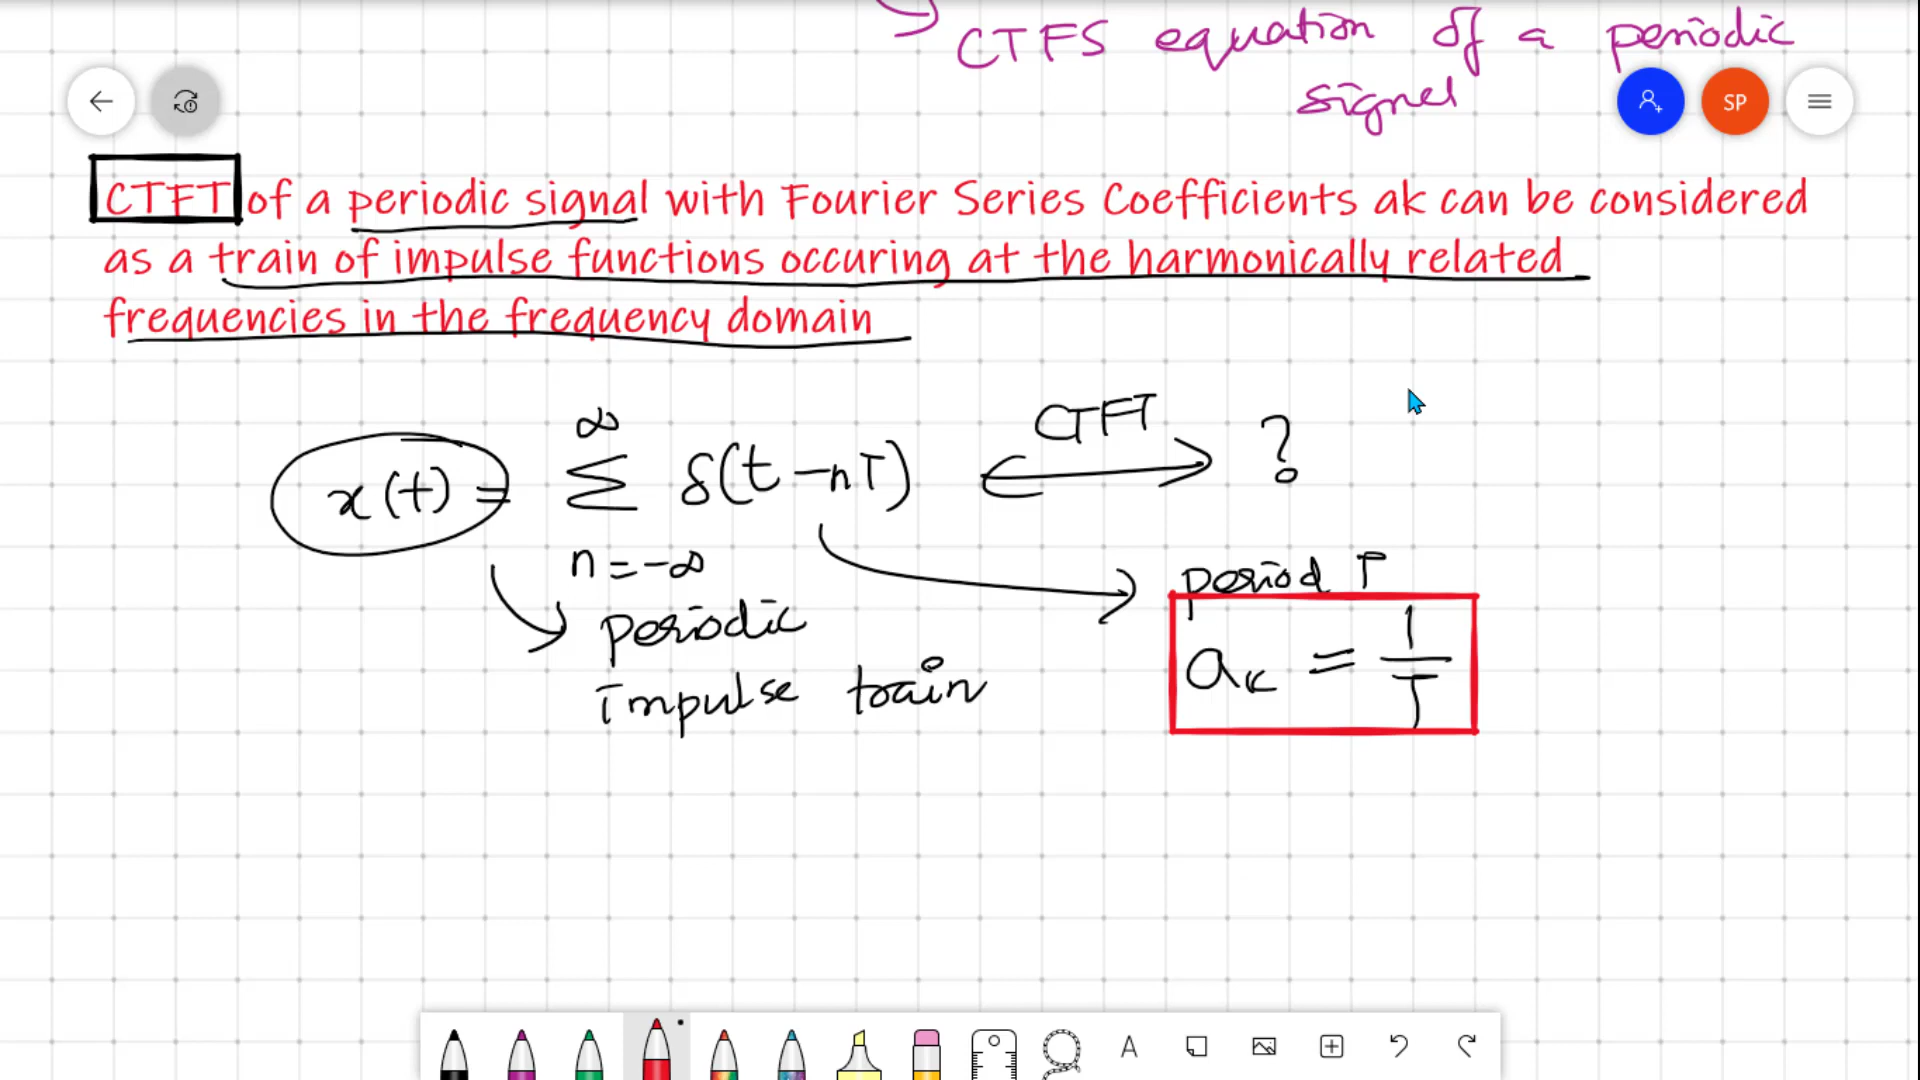 CTFS equation of a periodic
signal
SP
CTFT of a periodic signal with Fourier Series Coefficients ak can be considered
as a train of impulse functions occuring at the harmonically related
frequencies in the frequency domain
x(t) = ∞ Σ n=-∞ δ(t-nT) CTFT ?
periodic
impulse train
period T
aₖ = 1/T
A